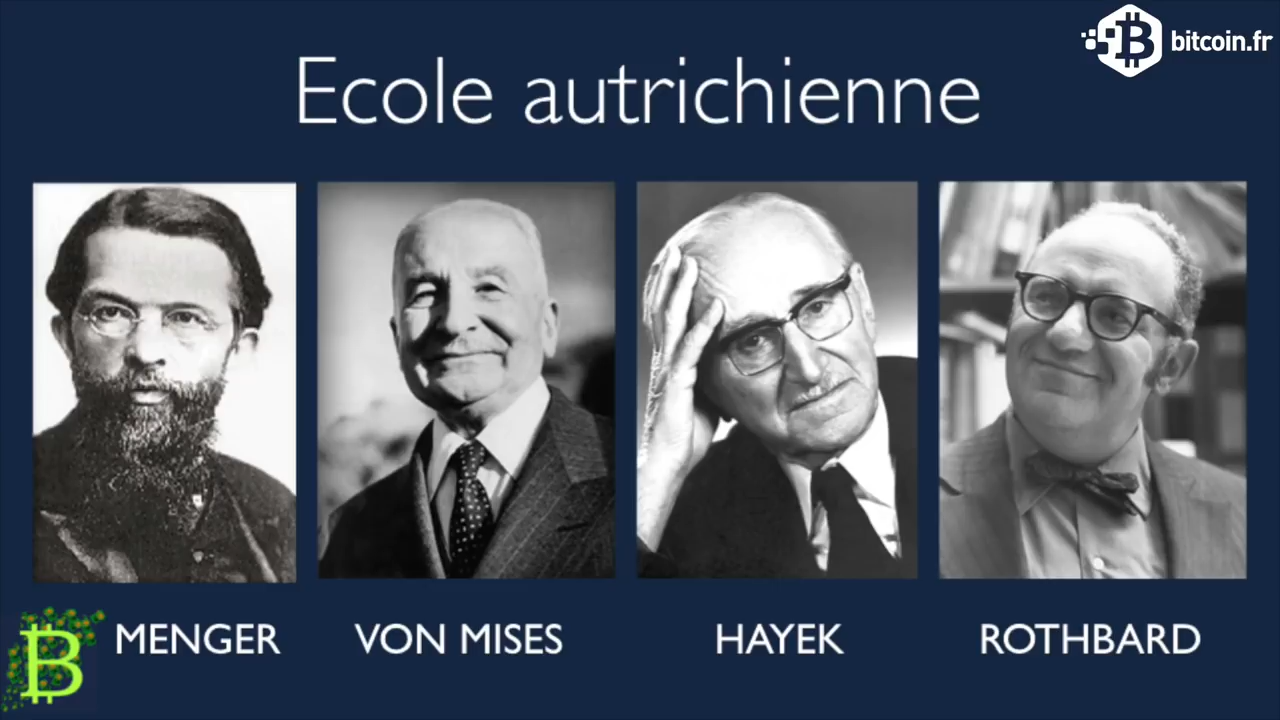 bitcoin.fr
Ecole autrichienne
MENGER
VON MISES
HAYEK
ROTHBARD